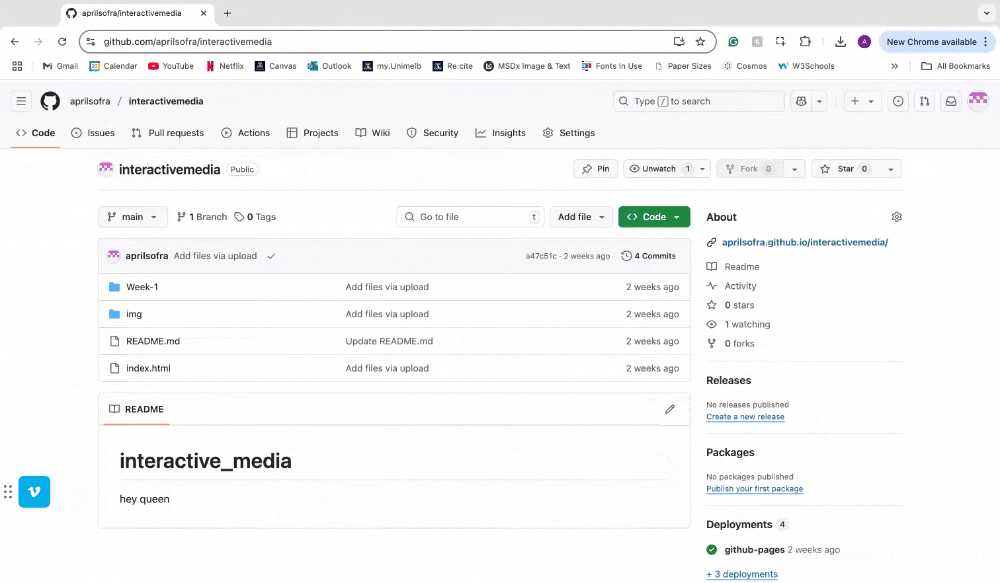 aprilsofra/interactivemedia
github.com/aprilsofra/interactivemedia
New Chrome available
Gmail Calendar YouTube Netflix Canvas Outlook my.Unimelb Re:cite MSDx Image & Text Fonts In Use Paper Sizes Cosmos W3Schools » All Bookmarks
aprilsofra / interactivemedia
Type / to search
Code Issues Pull requests Actions Projects Wiki Security Insights Settings
interactivemedia Public
Pin Unwatch 1 Fork 0 Star 0
main 1 Branch 0 Tags
Go to file t
Add file
<> Code
About
aprilsofra Add files via upload a47c51c · 2 weeks ago 4 Commits
aprilsofra.github.io/interactivemedia/
Week-1 Add files via upload 2 weeks ago
img Add files via upload 2 weeks ago
README.md Update README.md 2 weeks ago
index.html Add files via upload 2 weeks ago
Readme
Activity
0 stars
1 watching
0 forks
Releases
No releases published
Create a new release
README
interactive_media
hey queen
Packages
No packages published
Publish your first package
Deployments 4
github-pages 2 weeks ago
+ 3 deployments